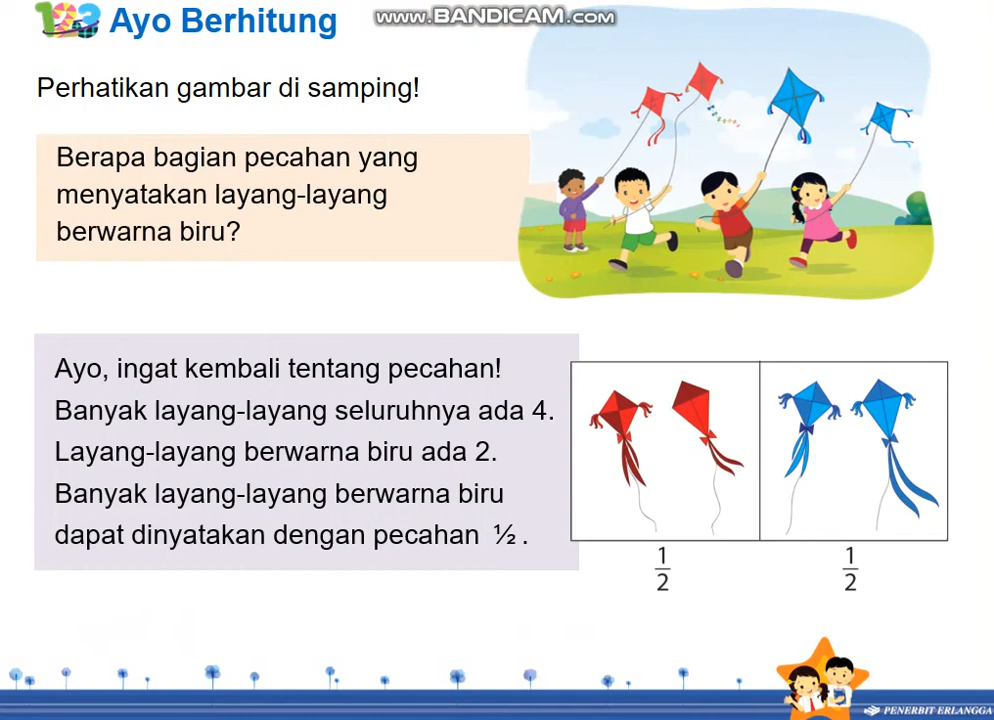 123 Ayo Berhitung
www.BANDICAM.com
Perhatikan gambar di samping!
Berapa bagian pecahan yang
menyatakan layang-layang
berwarna biru?
Ayo, ingat kembali tentang pecahan!
Banyak layang-layang seluruhnya ada 4.
Layang-layang berwarna biru ada 2.
Banyak layang-layang berwarna biru
dapat dinyatakan dengan pecahan ½ .
1/2
1/2
PENERBIT ERLANGGA